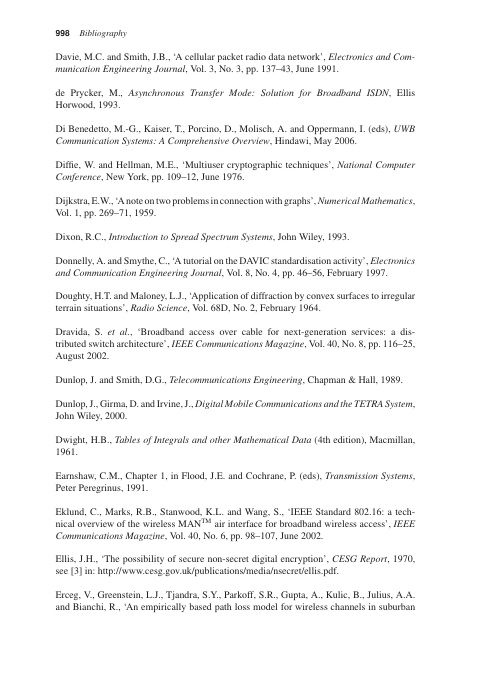 998 Bibliography
Davie, M.C. and Smith, J.B., ‘A cellular packet radio data network’, Electronics and Com-
munication Engineering Journal, Vol. 3, No. 3, pp. 137–43, June 1991.
de Prycker, M., Asynchronous Transfer Mode: Solution for Broadband ISDN, Ellis
Horwood, 1993.
Di Benedetto, M.-G., Kaiser, T., Porcino, D., Molisch, A. and Oppermann, I. (eds), UWB
Communication Systems: A Comprehensive Overview, Hindawi, May 2006.
Diffie, W. and Hellman, M.E., ‘Multiuser cryptographic techniques’, National Computer
Conference, New York, pp. 109–12, June 1976.
Dijkstra, E.W., ‘A note on two problems in connection with graphs’, Numerical Mathematics,
Vol. 1, pp. 269–71, 1959.
Dixon, R.C., Introduction to Spread Spectrum Systems, John Wiley, 1993.
Donnelly, A. and Smythe, C., ‘A tutorial on the DAVIC standardisation activity’, Electronics
and Communication Engineering Journal, Vol. 8, No. 4, pp. 46–56, February 1997.
Doughty, H.T. and Maloney, L.J., ‘Application of diffraction by convex surfaces to irregular
terrain situations’, Radio Science, Vol. 68D, No. 2, February 1964.
Dravida, S. et al., ‘Broadband access over cable for next-generation services: a dis-
tributed switch architecture’, IEEE Communications Magazine, Vol. 40, No. 8, pp. 116–25,
August 2002.
Dunlop, J. and Smith, D.G., Telecommunications Engineering, Chapman & Hall, 1989.
Dunlop, J., Girma, D. and Irvine, J., Digital Mobile Communications and the TETRA System,
John Wiley, 2000.
Dwight, H.B., Tables of Integrals and other Mathematical Data (4th edition), Macmillan,
1961.
Earnshaw, C.M., Chapter 1, in Flood, J.E. and Cochrane, P. (eds), Transmission Systems,
Peter Peregrinus, 1991.
Eklund, C., Marks, R.B., Stanwood, K.L. and Wang, S., ‘IEEE Standard 802.16: a tech-
nical overview of the wireless MAN™ air interface for broadband wireless access’, IEEE
Communications Magazine, Vol. 40, No. 6, pp. 98–107, June 2002.
Ellis, J.H., ‘The possibility of secure non-secret digital encryption’, CESG Report, 1970,
see [3] in: http://www.cesg.gov.uk/publications/media/nsecret/ellis.pdf.
Erceg, V., Greenstein, L.J., Tjandra, S.Y., Parkoff, S.R., Gupta, A., Kulic, B., Julius, A.A.
and Bianchi, R., ‘An empirically based path loss model for wireless channels in suburban